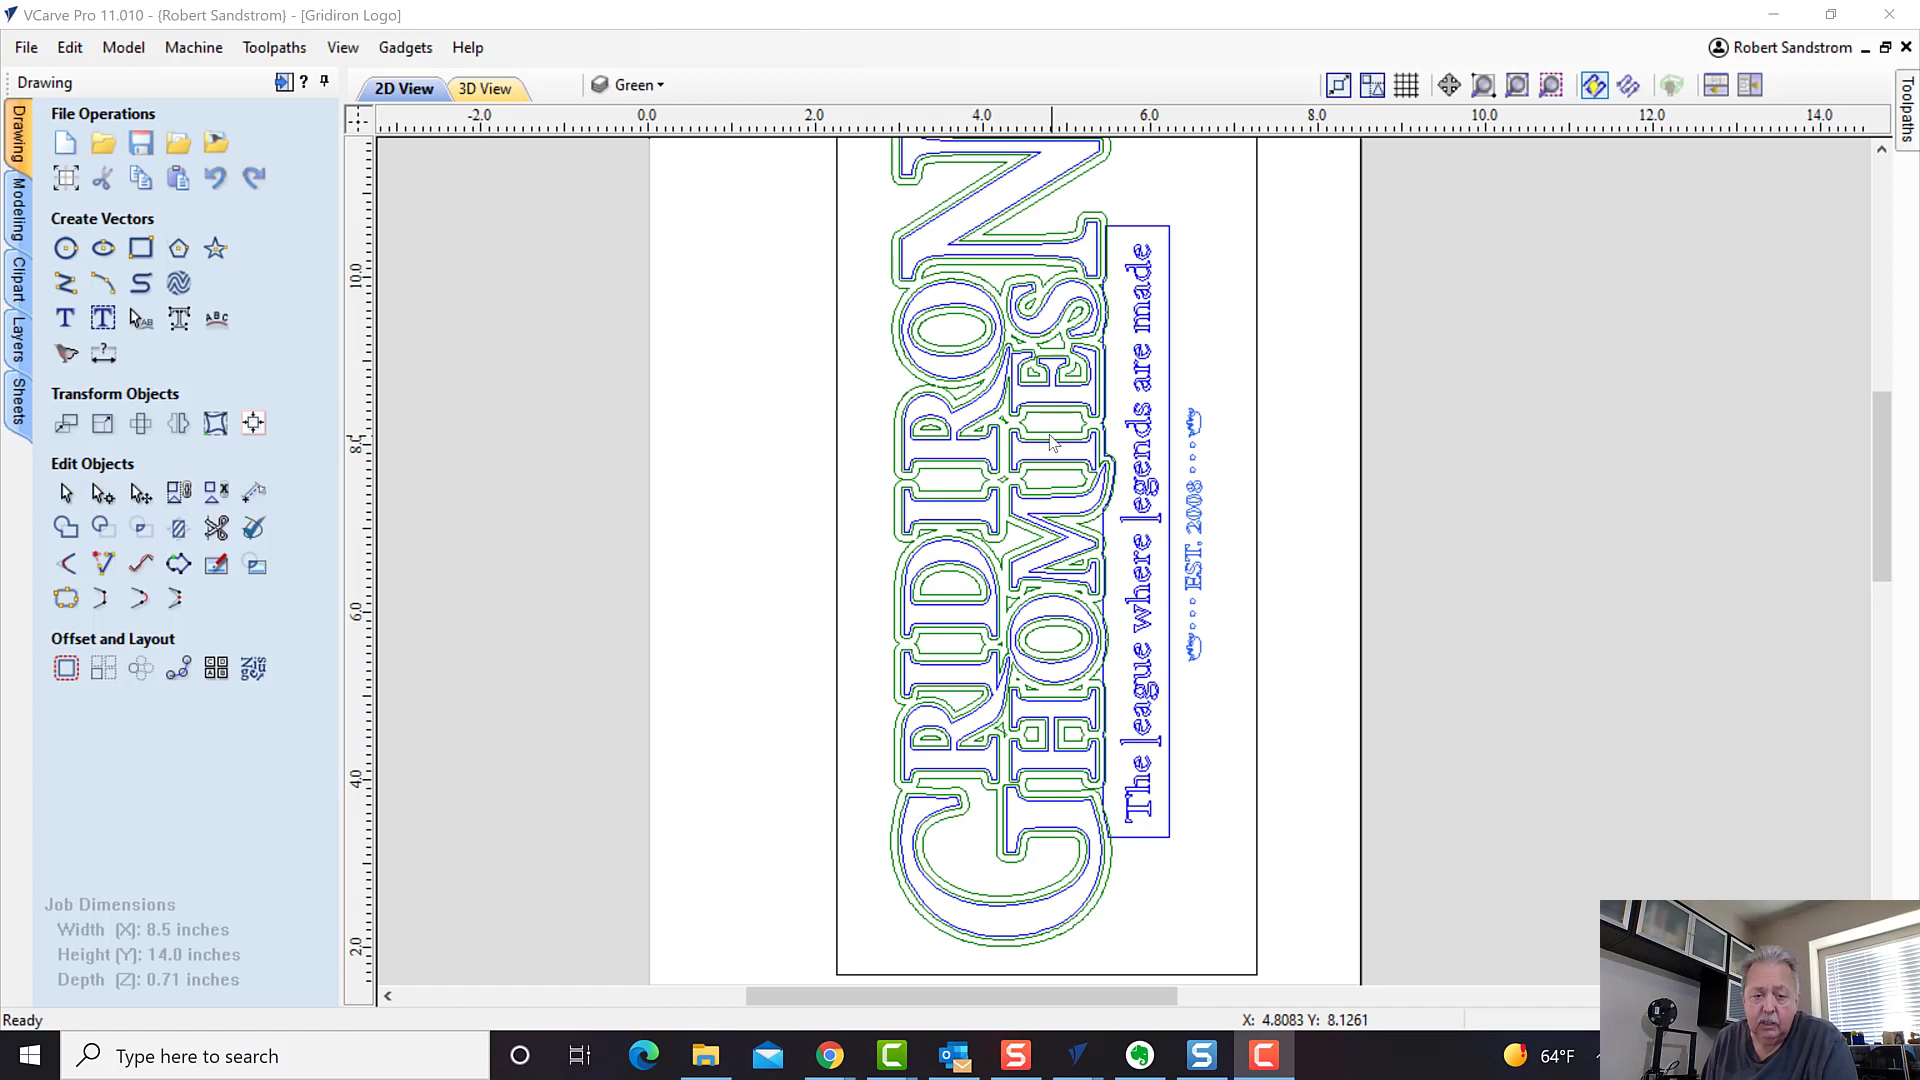 VCarve Pro 11.010 - {Robert Sandstrom} - [Gridiron Logo]
File Edit Model Machine Toolpaths View Gadgets Help
Robert Sandstrom
Drawing
2D View 3D View
Green
Toolpaths
Drawing
Modeling
Clipart
Layers
Sheets
File Operations
Create Vectors
Transform Objects
Edit Objects
Offset and Layout
-2.0 0.0 2.0 4.0 6.0 8.0 10.0 12.0 14.0
10.0
8.0
6.0
4.0
2.0
GRIDIRON
THOMVILLES
The league where legends are made
EST. 2008
Job Dimensions
Width (X): 8.5 inches
Height (Y): 14.0 inches
Depth (Z): 0.71 inches
Ready
X: 4.8083 Y: 8.1261
Type here to search
64°F